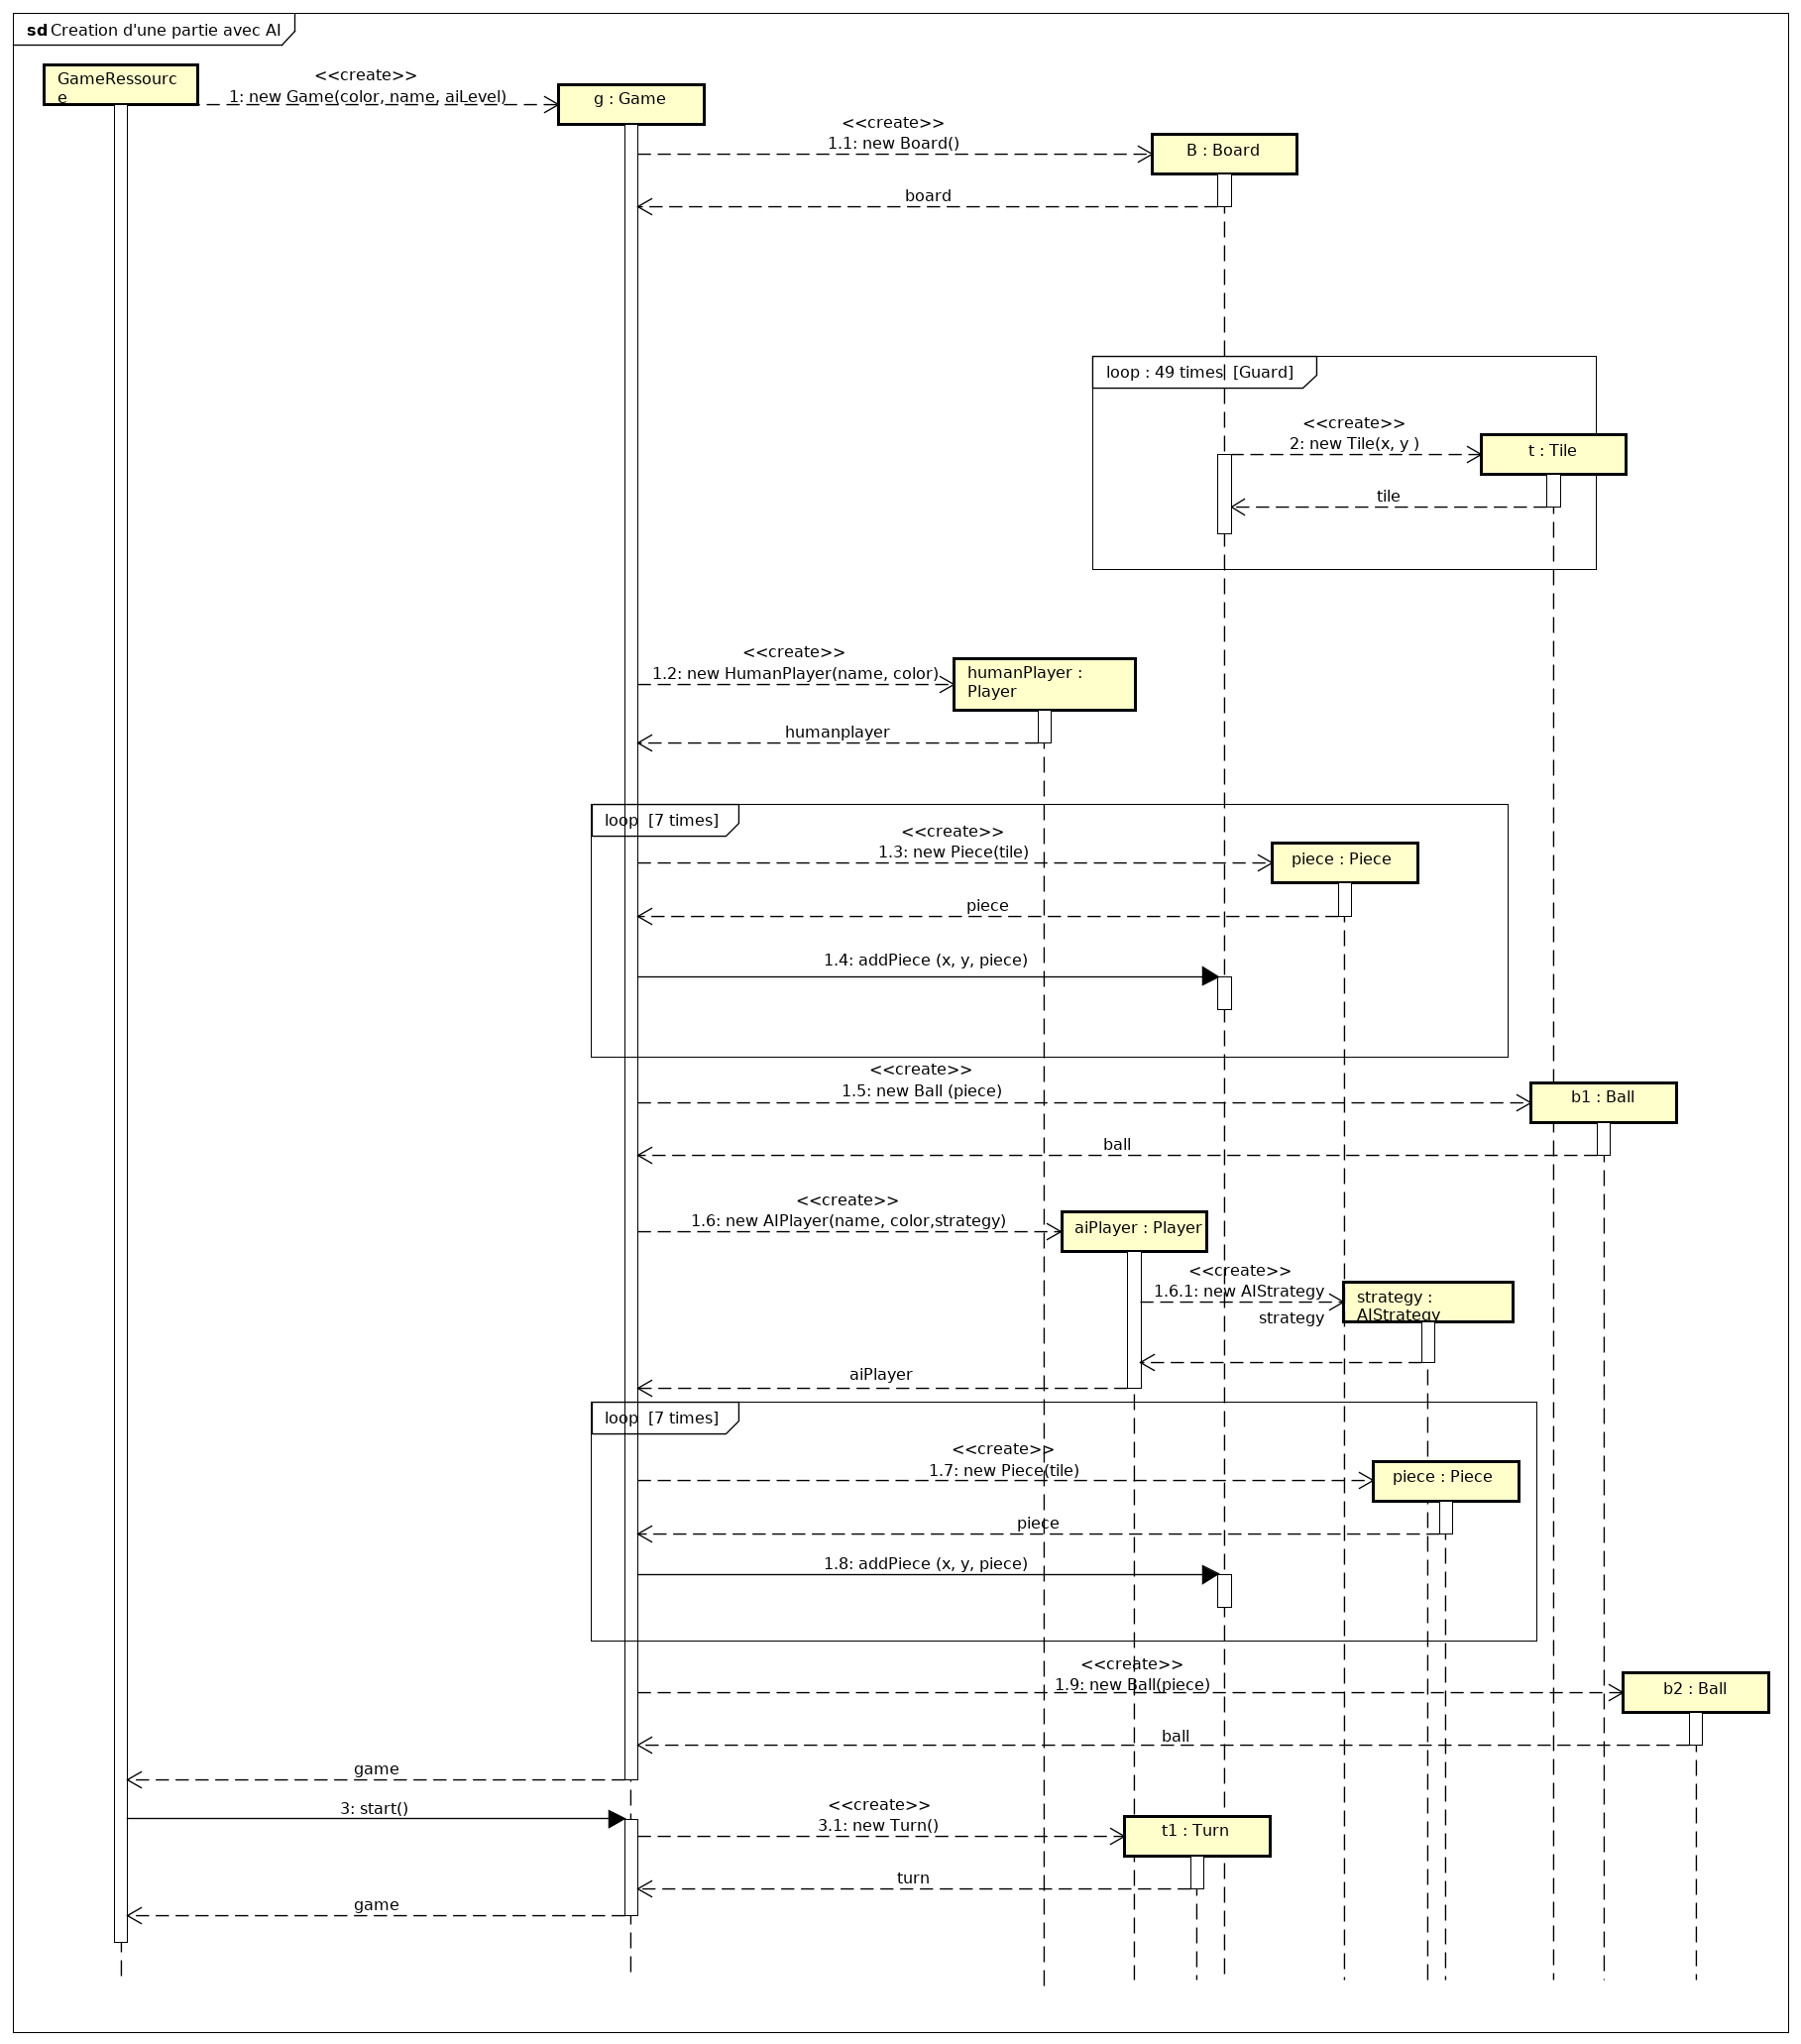 sd Creation d'une partie avec AI
GameRessourc
e
<<create>>
1: new Game(color, name, aiLevel)
g : Game
<<create>>
1.1: new Board()
B : Board
board
loop : 49 times [Guard]
<<create>>
2: new Tile(x, y )
t : Tile
tile
<<create>>
1.2: new HumanPlayer(name, color)
humanPlayer :
Player
humanplayer
loop [7 times]
<<create>>
1.3: new Piece(tile)
piece : Piece
piece
1.4: addPiece (x, y, piece)
<<create>>
1.5: new Ball (piece)
b1 : Ball
ball
<<create>>
1.6: new AIPlayer(name, color,strategy)
aiPlayer : Player
<<create>>
1.6.1: new AIStrategy
strategy :
AIStrategy
strategy
aiPlayer
loop [7 times]
<<create>>
1.7: new Piece(tile)
piece : Piece
piece
1.8: addPiece (x, y, piece)
<<create>>
1.9: new Ball(piece)
b2 : Ball
ball
game
3: start()
<<create>>
3.1: new Turn()
t1 : Turn
turn
game